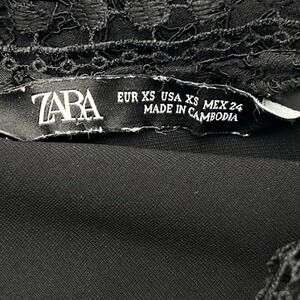 ZARA
EUR XS USA XS MEX 24
MADE IN CAMBODIA